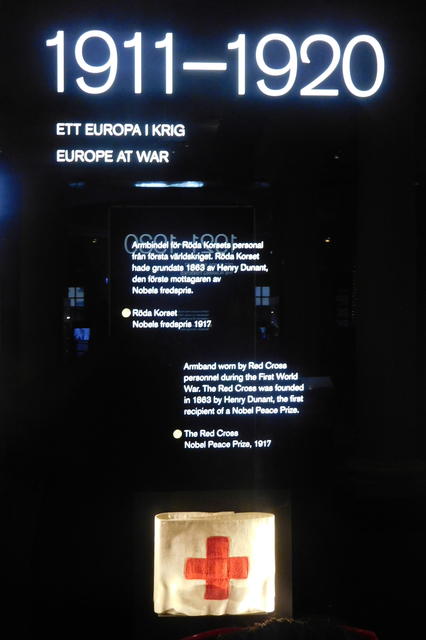 1911–1920
ETT EUROPA I KRIG
EUROPE AT WAR
Armbindel för Röda Korsets personal
från första världskriget. Röda Korset
hade grundats 1863 av Henry Dunant,
den förste mottagaren av
Nobels fredspris.
Röda Korset
Nobels fredspris 1917
Armband worn by Red Cross
personnel during the First World
War. The Red Cross was founded
in 1863 by Henry Dunant, the first
recipient of a Nobel Peace Prize.
The Red Cross
Nobel Peace Prize, 1917